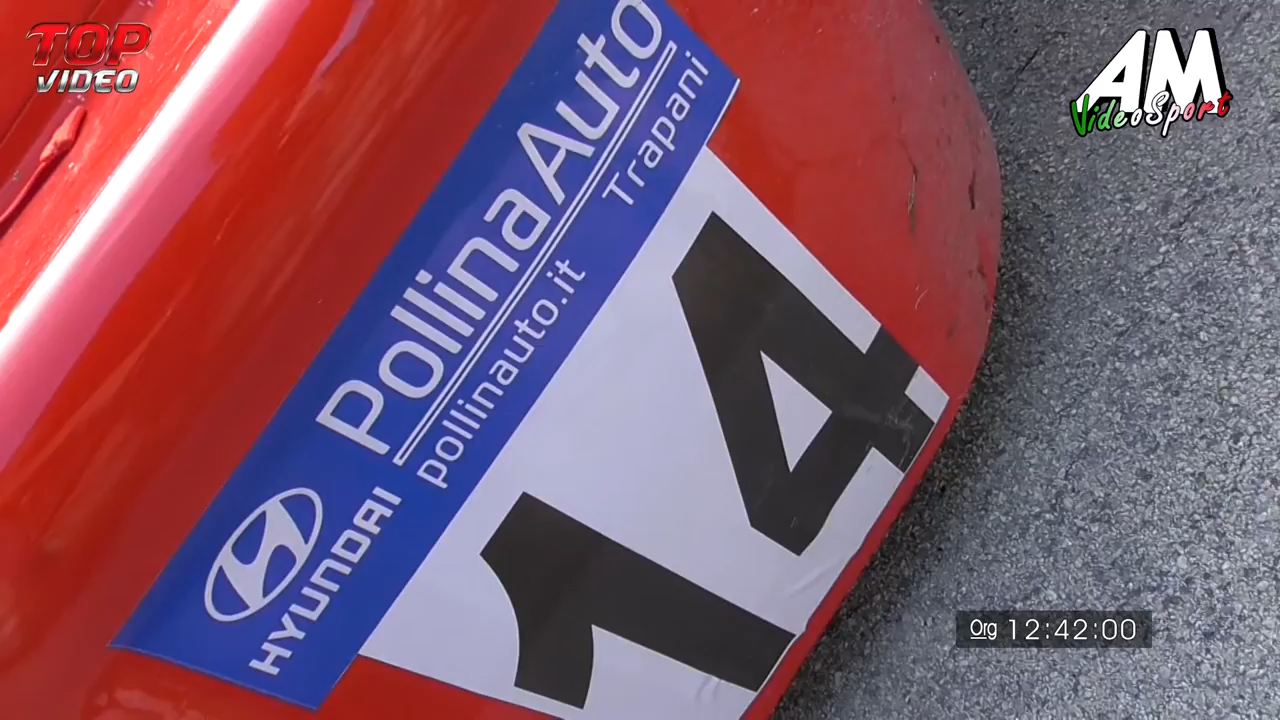 TOP
VIDEO
AM
VideoSport
PollinaAuto
Trapani
pollinauto.it
HYUNDAI
14
Org 12:42:00